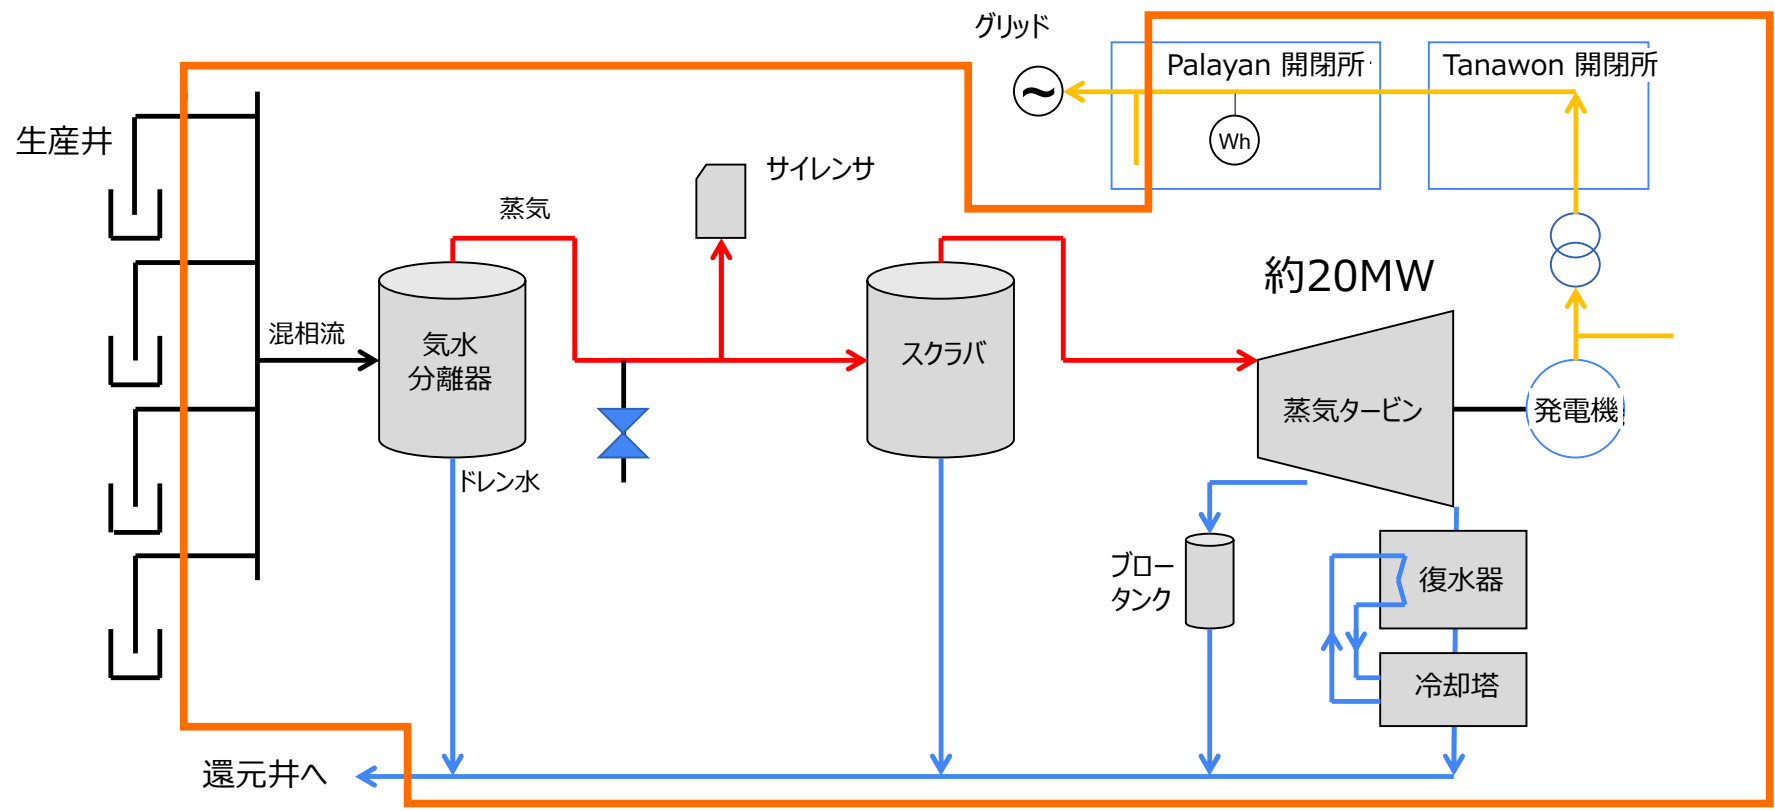 グリッド
Palayan 開閉所
Tanawon 開閉所
~
Wh
生産井
サイレンサ
蒸気
約20MW
混相流
気水
分離器
スクラバ
蒸気タービン
発電機
ドレン水
ブロー
タンク
復水器
冷却塔
還元井へ